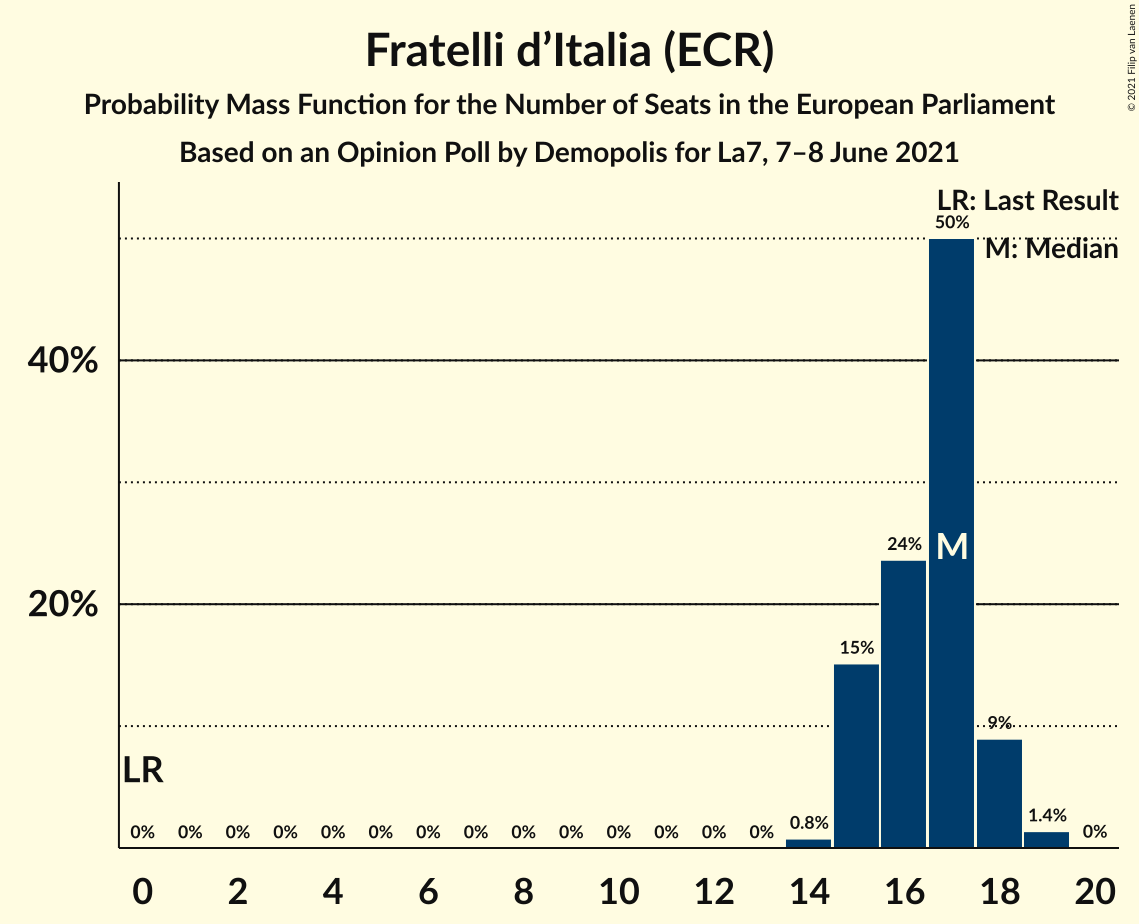 Fratelli d’Italia (ECR)
Probability Mass Function for the Number of Seats in the European Parliament
Based on an Opinion Poll by Demopolis for La7, 7–8 June 2021
© 2021 Filip van Laenen
LR: Last Result
50%
M: Median
40%
24%
M
20%
15%
9%
LR
0% 0% 0% 0% 0% 0% 0% 0% 0% 0% 0% 0% 0% 0% 0.8% 1.4% 0%
0 2 4 6 8 10 12 14 16 18 20